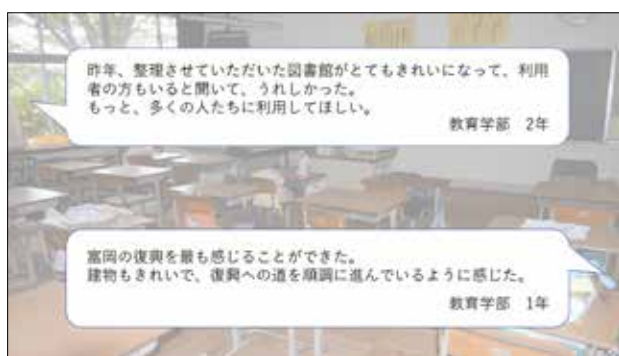 昨年、整理させていただいた図書館がとてもきれいになって、利用
者の方もいると聞いて、うれしかった。
もっと、多くの人たちに利用してほしい。
教育学部　2年
富岡の復興を最も感じることができた。
建物もきれいで、復興への道を順調に進んでいるように感じた。
教育学部　1年